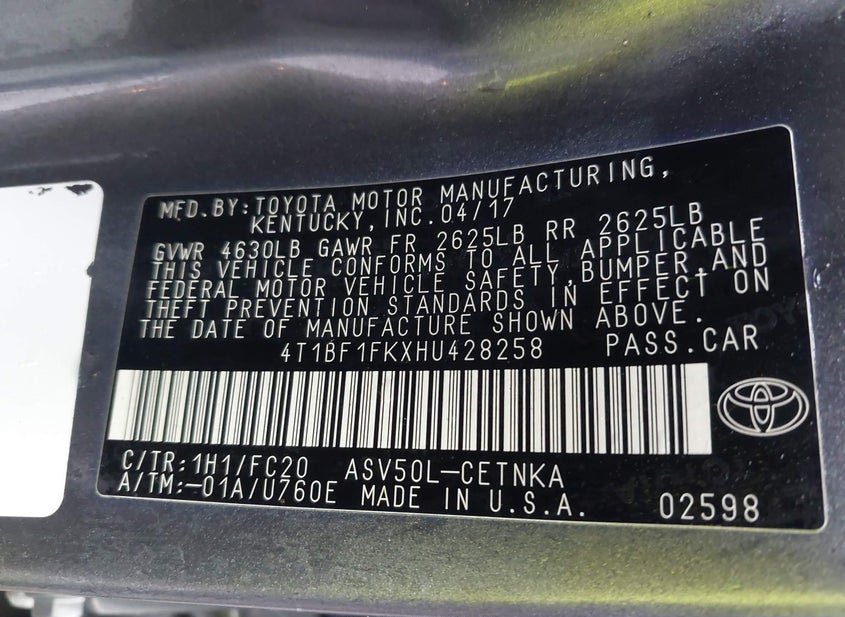 MFD.BY:TOYOTA MOTOR MANUFACTURING,
KENTUCKY,INC.04/17
GVWR 4630LB GAWR FR 2625LB RR 2625LB
THIS VEHICLE CONFORMS TO ALL APPLICABLE
FEDERAL MOTOR VEHICLE SAFETY,BUMPER,AND
THEFT PREVENTION STANDARDS IN EFFECT ON
THE DATE OF MANUFACTURE SHOWN ABOVE.
4T1BF1FKXHU428258 PASS.CAR
C/TR:1H1/FC20 ASV50L-CETNKA
A/TM:-01A/U760E MADE IN U.S.A. 02598